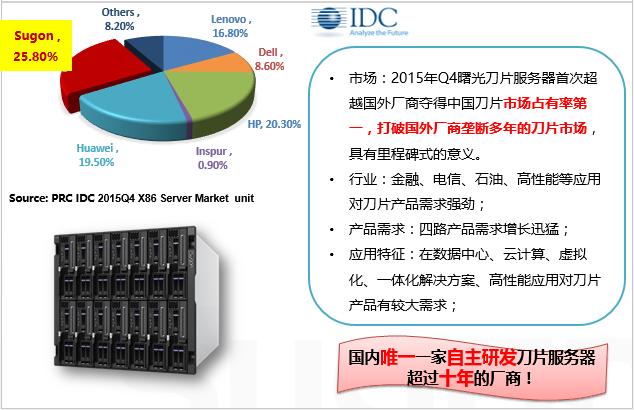 Others ,
8.20%
Lenovo ,
16.80%
Sugon ,
25.80%
Dell ,
8.60%
HP, 20.30%
Huawei ,
19.50%
Inspur ,
0.90%
Source: PRC IDC 2015Q4 X86 Server Market unit
IDC
Analyze the Future
• 市场：2015年Q4曙光刀片服务器首次超
越国外厂商夺得中国刀片市场占有率第
一，打破国外厂商垄断多年的刀片市场，
具有里程碑式的意义。
• 行业：金融、电信、石油、高性能等应用
对刀片产品需求强劲；
• 产品需求：四路产品需求增长迅猛；
• 应用特征：在数据中心、云计算、虚拟
化、一体化解决方案、高性能应用对刀片
产品有较大需求；
国内唯一一家自主研发刀片服务器
超过十年的厂商！